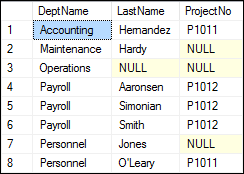 DeptName LastName ProjectNo
1 Accounting Hernandez P1011
2 Maintenance Hardy NULL
3 Operations NULL NULL
4 Payroll Aaronsen P1012
5 Payroll Simonian P1012
6 Payroll Smith P1012
7 Personnel Jones NULL
8 Personnel O'Leary P1011